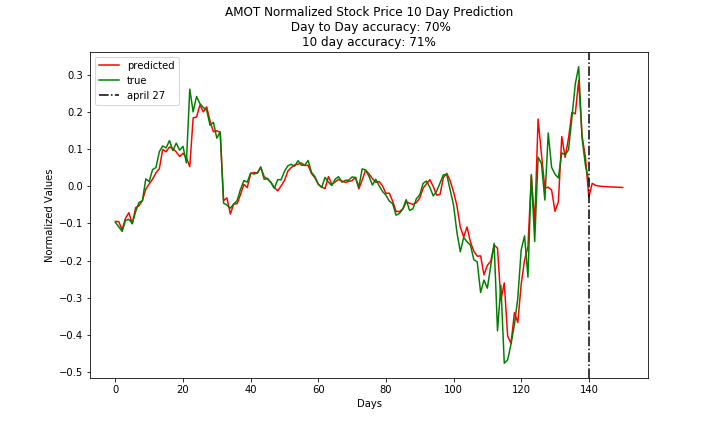 AMOT Normalized Stock Price 10 Day Prediction
Day to Day accuracy: 70%
10 day accuracy: 71%
predicted
true
april 27
Normalized Values
0.3
0.2
0.1
0.0
−0.1
−0.2
−0.3
−0.4
−0.5
0 20 40 60 80 100 120 140
Days